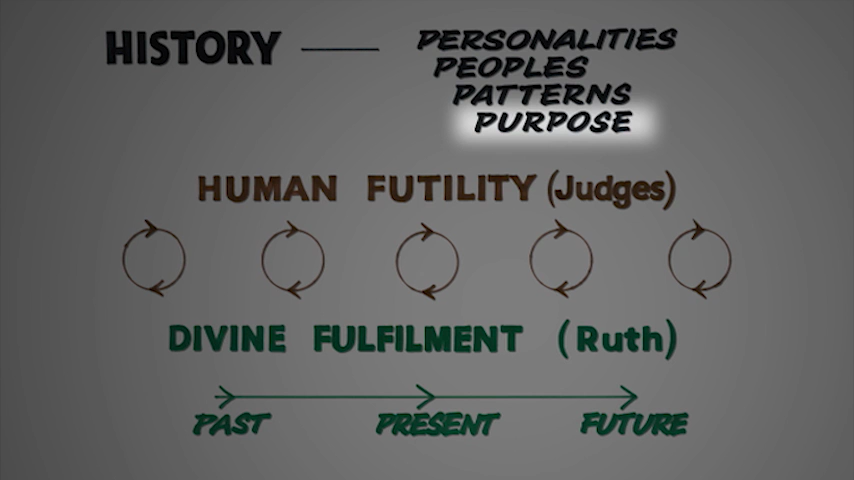 HISTORY — PERSONALITIES
PEOPLES
PATTERNS
PURPOSE
HUMAN FUTILITY (Judges)
DIVINE FULFILMENT (Ruth)
PAST PRESENT FUTURE